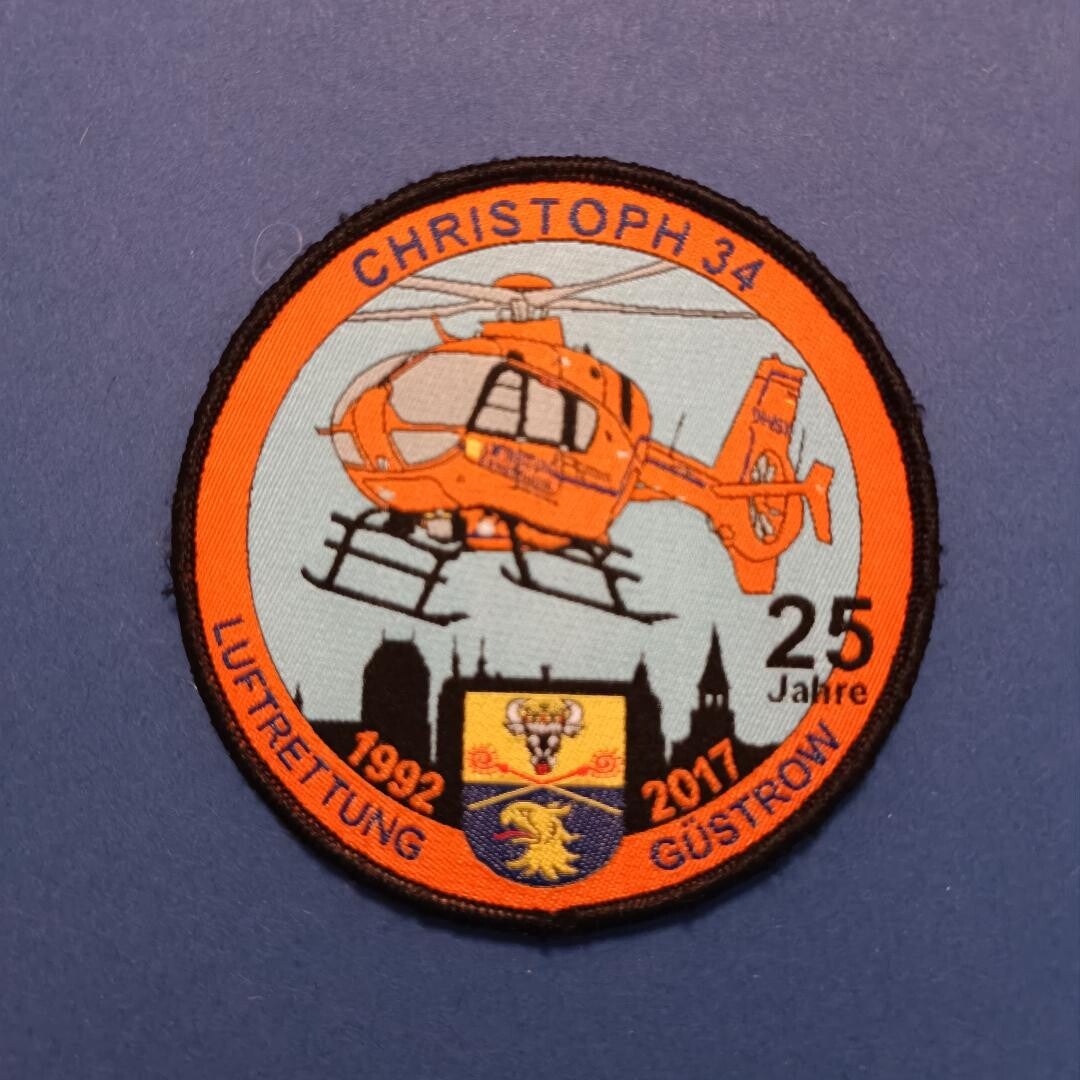 CHRISTOPH 34
25
Jahre
1992
2017
LUFTRETTUNG
GÜSTROW